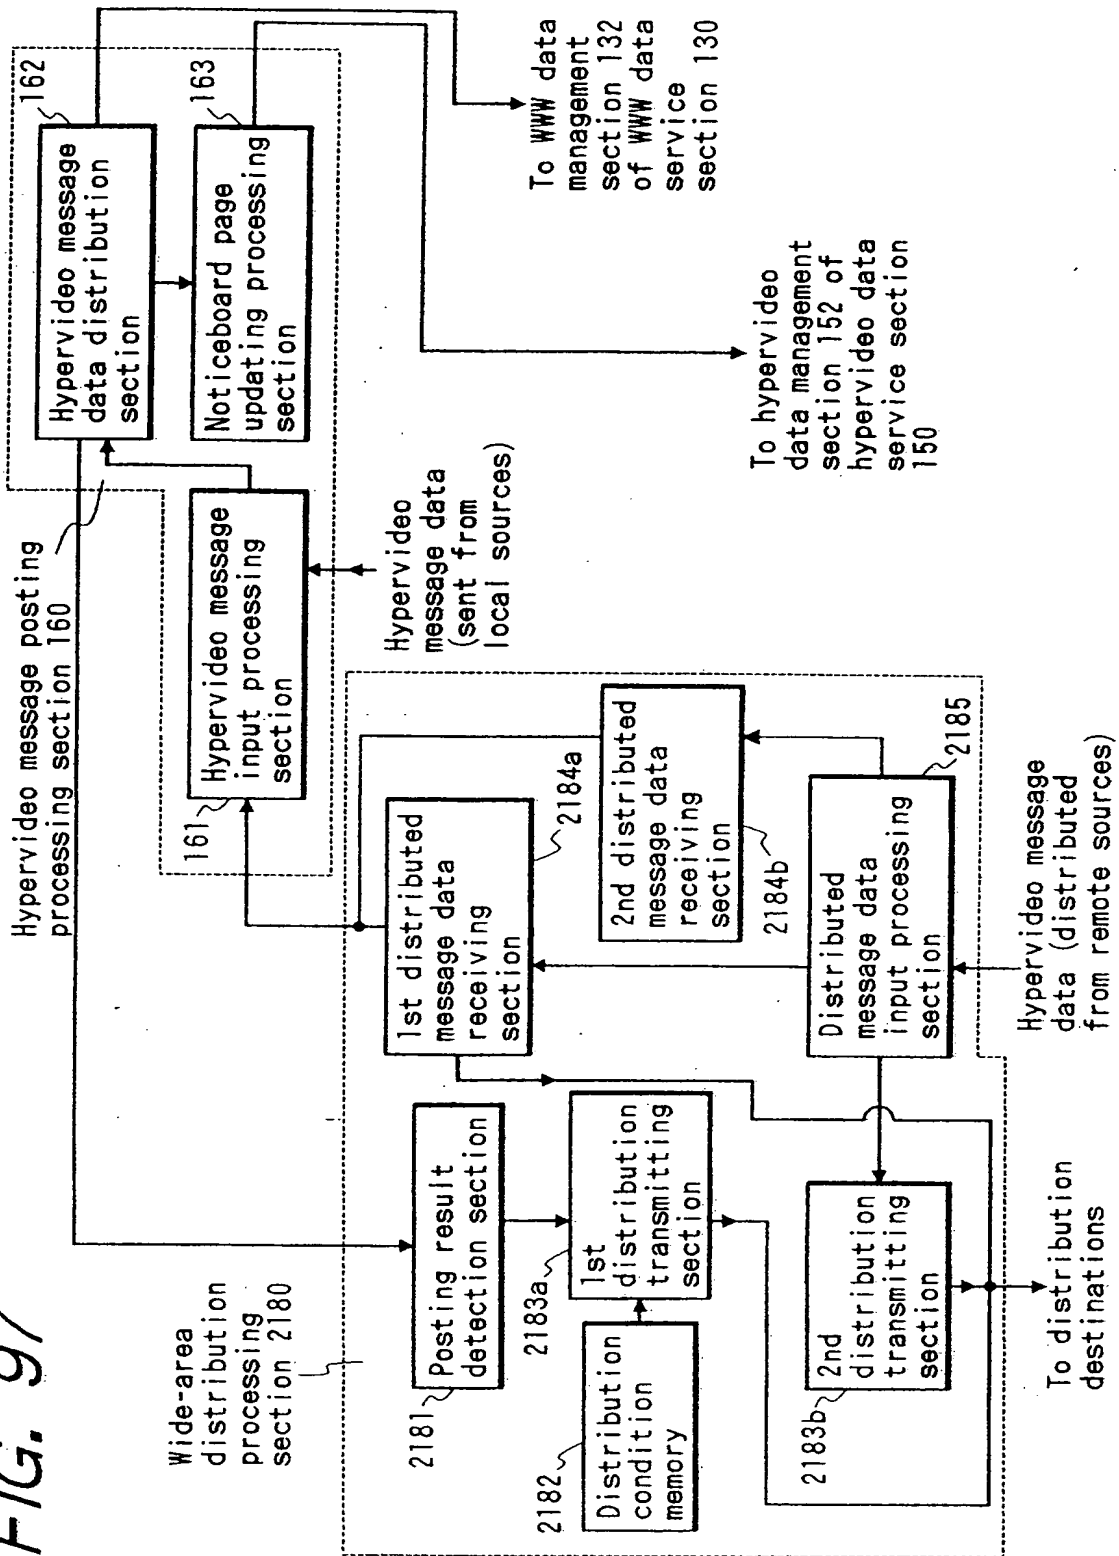 FIG. 97
Hypervideo message posting
processing section 160
162
Hypervideo message
data distribution
section
163
Noticeboard page
updating processing
section
161
Hypervideo message
input processing
section
Hypervideo
message data
(sent from
local sources)
To WWW data
management
section 132
of WWW data
service
section 130
To hypervideo
data management
section 152 of
hypervideo data
service section
150
Wide-area
distribution
processing
section 2180
2181
Posting result
detection section
2182
Distribution
condition
memory
2183a
1st
distribution
transmitting
section
2183b
2nd
distribution
transmitting
section
1st distributed
message data
receiving
section
2184a
2nd distributed
message data
receiving
section
2184b
Distributed
message data
input processing
section
2185
Hypervideo message
data (distributed
from remote sources)
To distribution
destinations